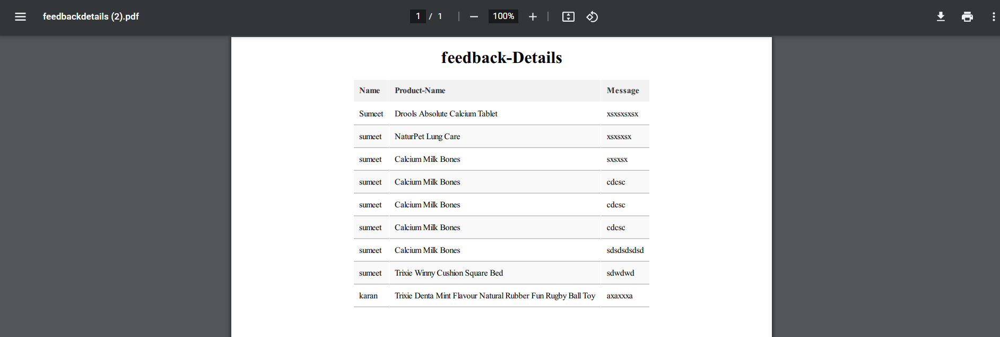 feedbackdetails (2).pdf 1 / 1 100%
feedback-Details
Name Product-Name Message
Sumeet Drools Absolute Calcium Tablet xsxsxsxsx
sumeet NaturPet Lung Care xsxsxsx
sumeet Calcium Milk Bones sxsxsx
sumeet Calcium Milk Bones cdcsc
sumeet Calcium Milk Bones cdcsc
sumeet Calcium Milk Bones cdcsc
sumeet Calcium Milk Bones sdsdsdsdsd
sumeet Trixie Winny Cushion Square Bed sdwdwd
karan Trixie Denta Mint Flavour Natural Rubber Fun Rugby Ball Toy axaxxxa